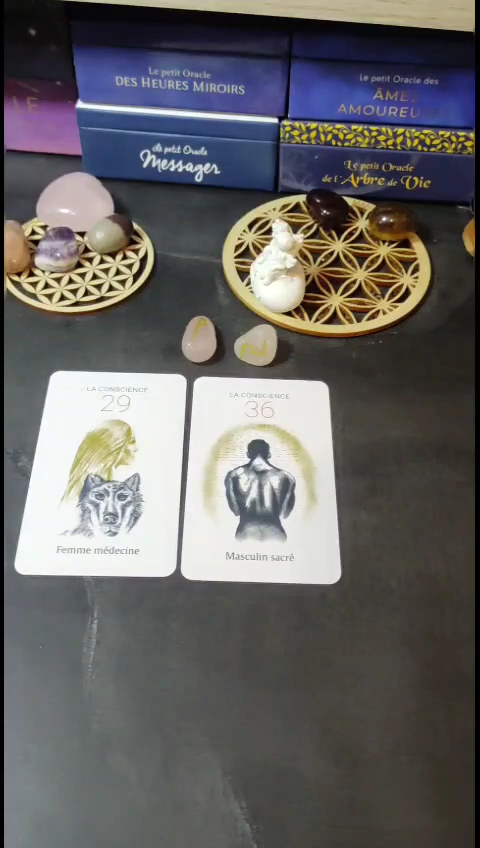 Le petit Oracle
DES HEURES MIROIRS
Le petit Oracle des
ÂMES
AMOUREUSES
Le petit Oracle
Messager
Le petit Oracle
de l'Arbre de Vie
LA CONSCIENCE
29
Femme médecine
LA CONSCIENCE
36
Masculin sacré